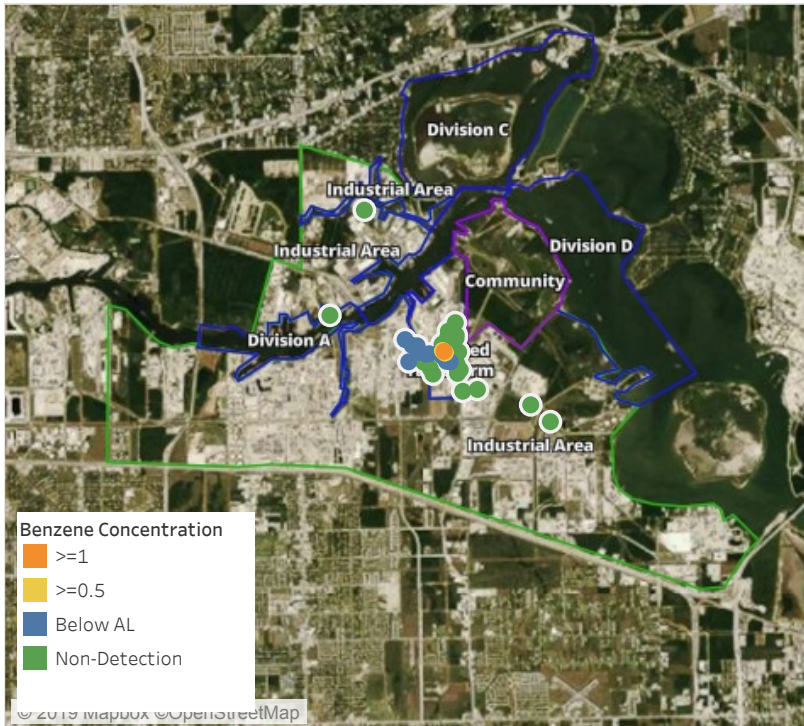 Division C
Industrial Area
Industrial Area
Division D
Community
Division A
Industrial Area
Benzene Concentration
>=1
>=0.5
Below AL
Non-Detection
© 2019 Mapbox ©OpenStreetMap